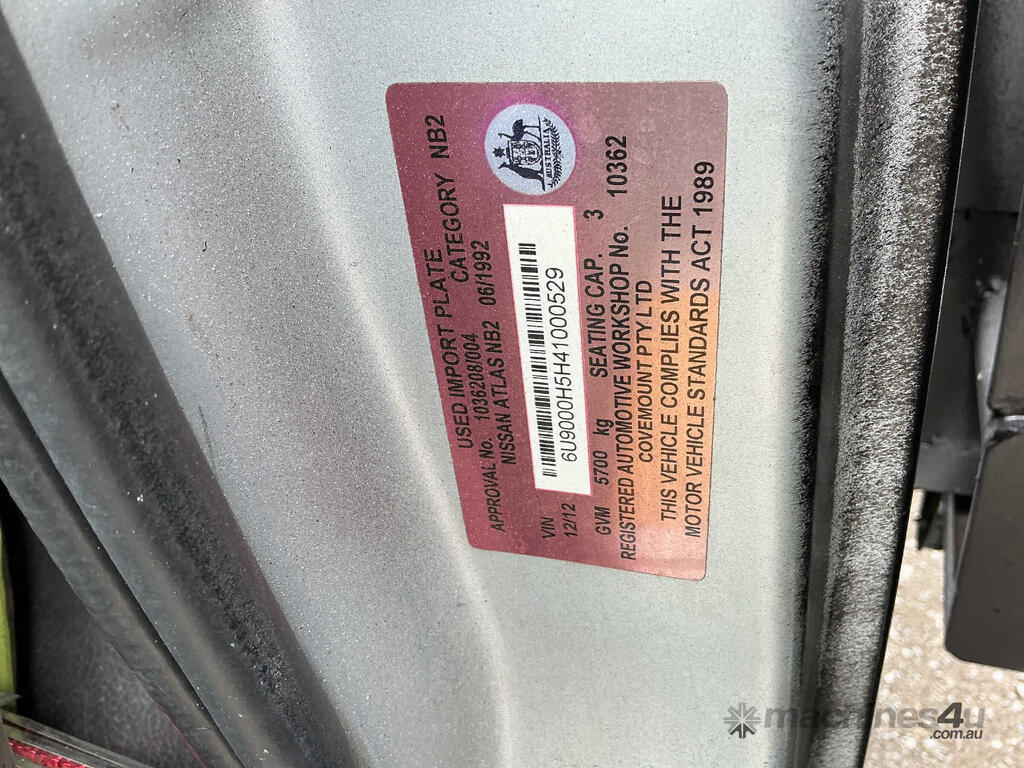 USED IMPORT PLATE
APPROVAL No. 1036208/004 CATEGORY NB2
NISSAN ATLAS NB2 06/1992
AUSTRALIA
VIN
6U9000H5H41000529
12/12
GVM 5700 kg SEATING CAP. 3
REGISTERED AUTOMOTIVE WORKSHOP No. 10362
COVEMOUNT PTY LTD
THIS VEHICLE COMPLIES WITH THE
MOTOR VEHICLE STANDARDS ACT 1989
machines4u
.com.au